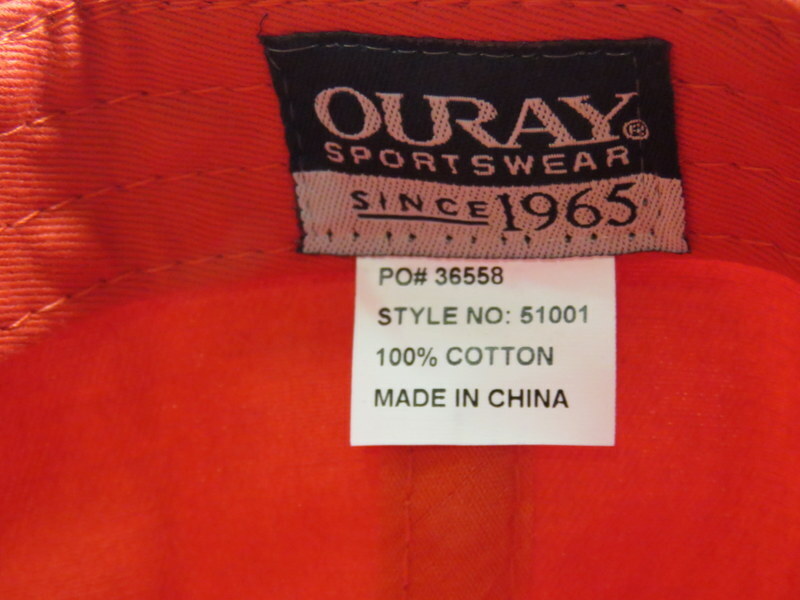 OURAY®
SPORTSWEAR
SINCE 1965
PO# 36558
STYLE NO: 51001
100% COTTON
MADE IN CHINA